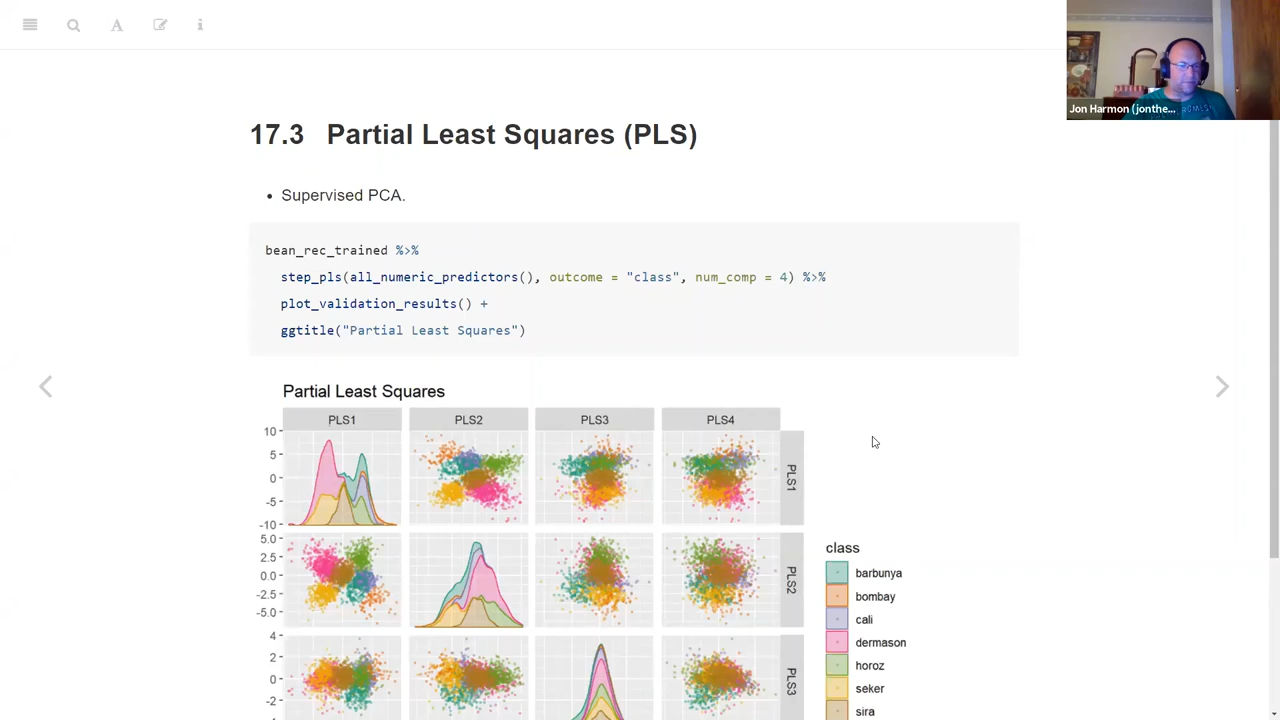 Jon Harmon (jonthe...
17.3 Partial Least Squares (PLS)
• Supervised PCA.
bean_rec_trained %>%
step_pls(all_numeric_predictors(), outcome = "class", num_comp = 4) %>%
plot_validation_results() +
ggtitle("Partial Least Squares")
Partial Least Squares
PLS1 PLS2 PLS3 PLS4
10
5
0
-5
-10
PLS1
5.0
2.5
0.0
-2.5
-5.0
PLS2
4
2
0
-2
PLS3
class
barbunya
bombay
cali
dermason
horoz
seker
sira